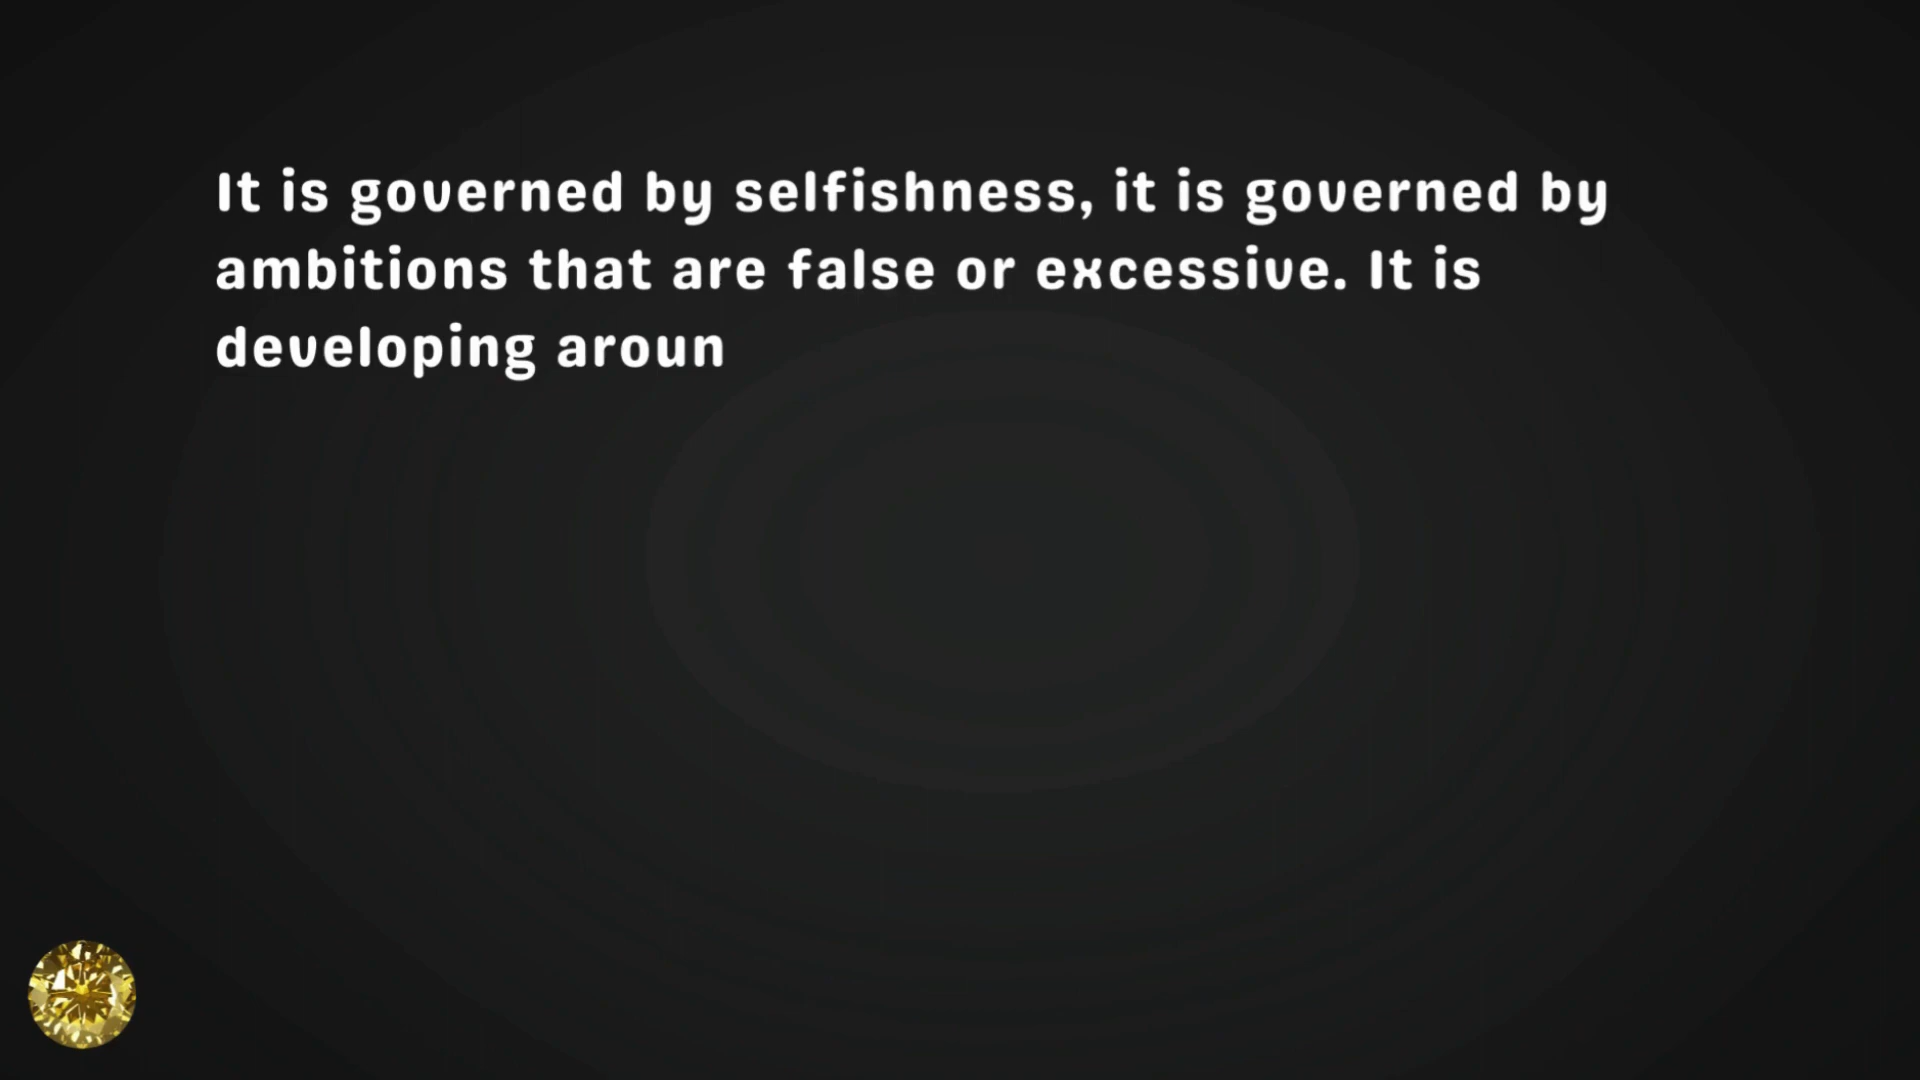 It is governed by selfishness, it is governed by
ambitions that are false or excessive. It is
developing aroun